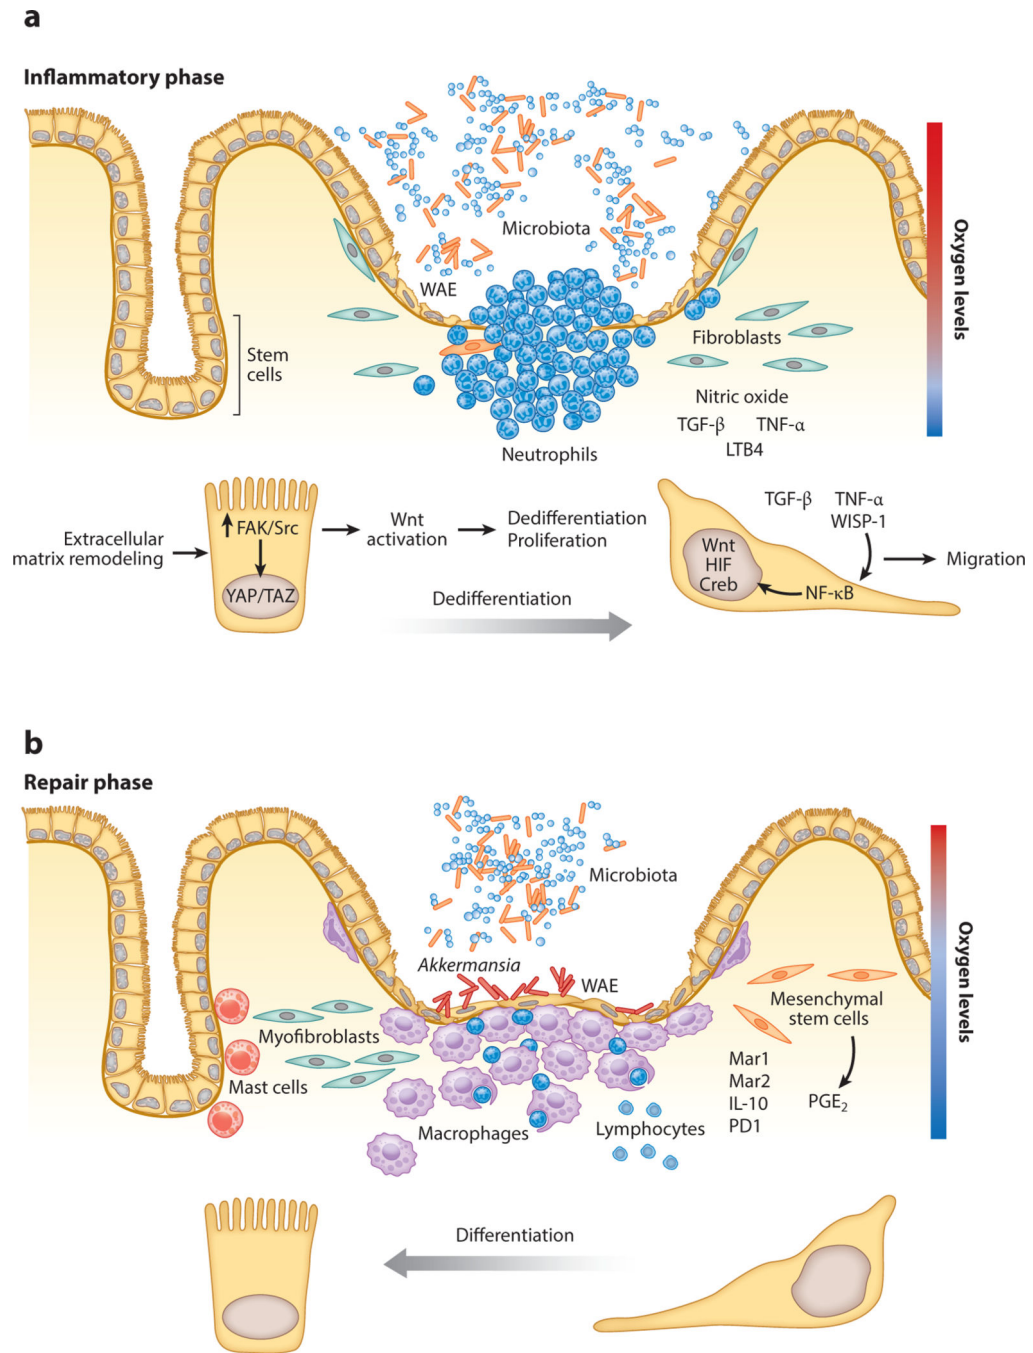 a
Inflammatory phase
Microbiota
WAE
Stem
cells
Fibroblasts
Nitric oxide
TGF-β TNF-α
LTB4
Neutrophils
Oxygen levels
Extracellular
matrix remodeling
FAK/Src
YAP/TAZ
Wnt
activation
Dedifferentiation
Proliferation
Dedifferentiation
TGF-β TNF-α
WISP-1
Wnt
HIF
Creb
NF-κB
Migration
b
Repair phase
Microbiota
Akkermansia
WAE
Myofibroblasts
Mast cells
Macrophages
Lymphocytes
Mesenchymal
stem cells
Mar1
Mar2
IL-10
PD1
PGE₂
Oxygen levels
Differentiation